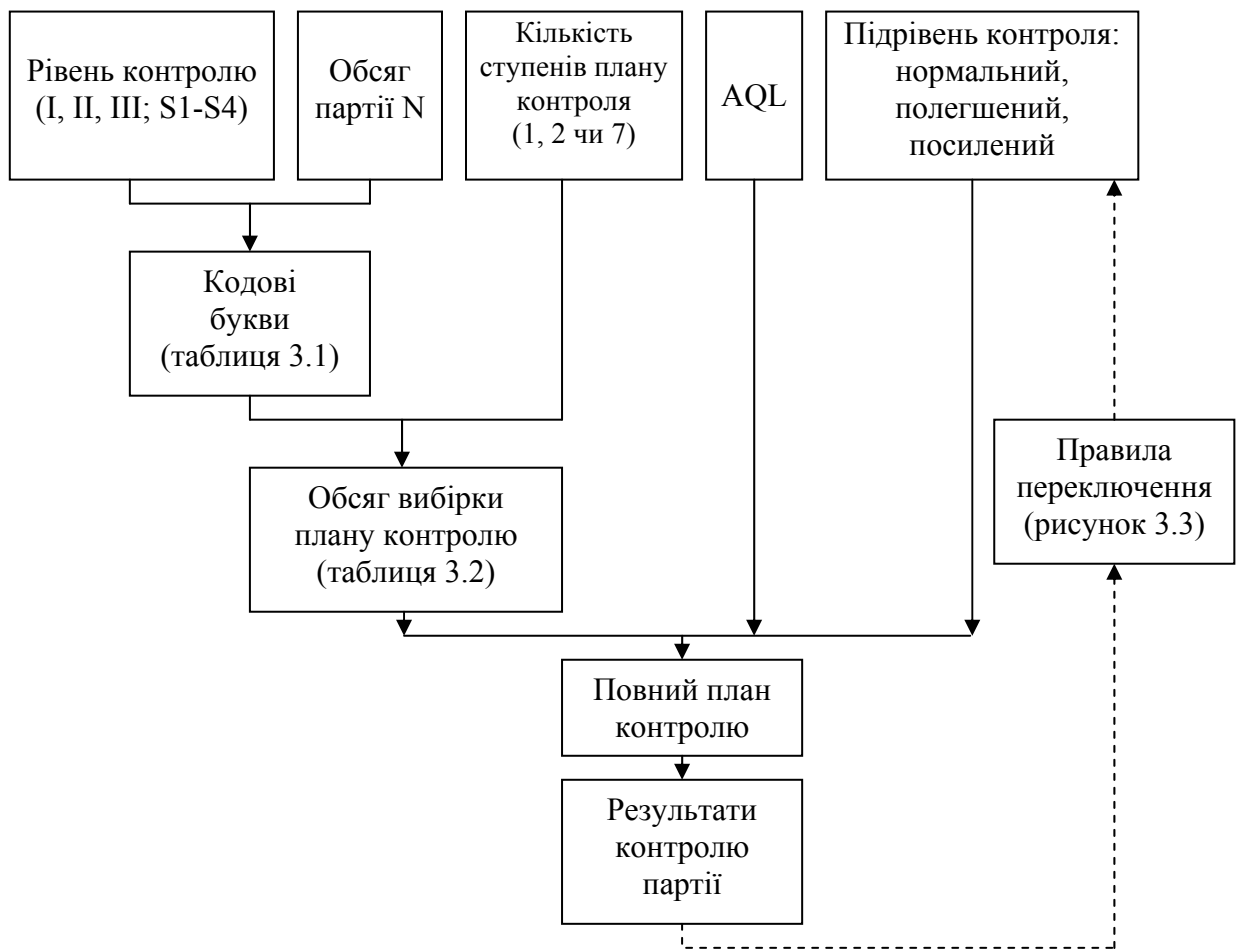 Рівень контролю
(I, II, III; S1-S4)
Обсяг
партії N
Кількість
ступенів плану
контроля
(1, 2 чи 7)
AQL
Підрівень контроля:
нормальний,
полегшений,
посилений
Кодові
букви
(таблиця 3.1)
Обсяг вибірки
плану контролю
(таблиця 3.2)
Правила
переключення
(рисунок 3.3)
Повний план
контролю
Результати
контролю
партії